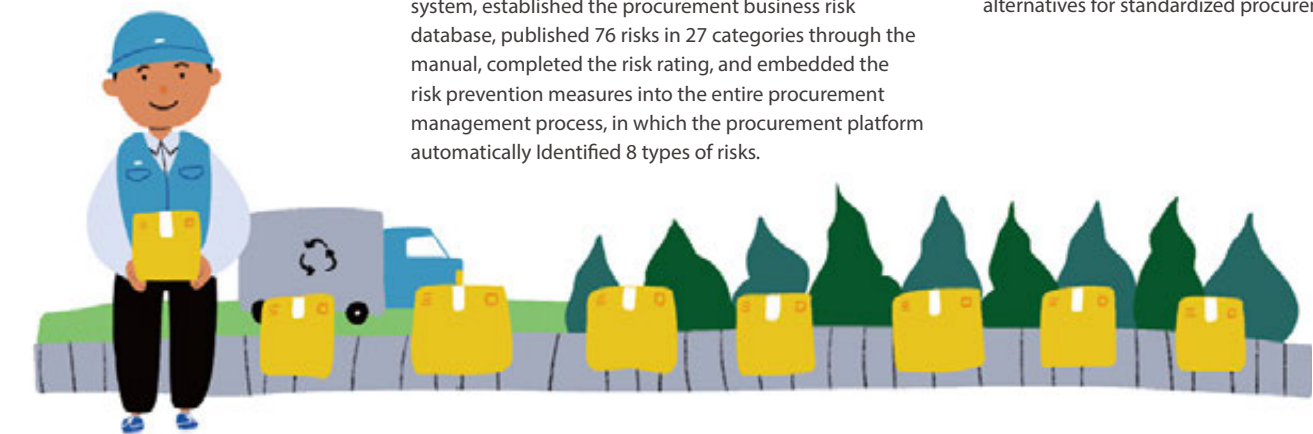 system, established the procurement business risk
database, published 76 risks in 27 categories through the
manual, completed the risk rating, and embedded the
risk prevention measures into the entire procurement
management process, in which the procurement platform
automatically Identified 8 types of risks.
alternatives for standardized